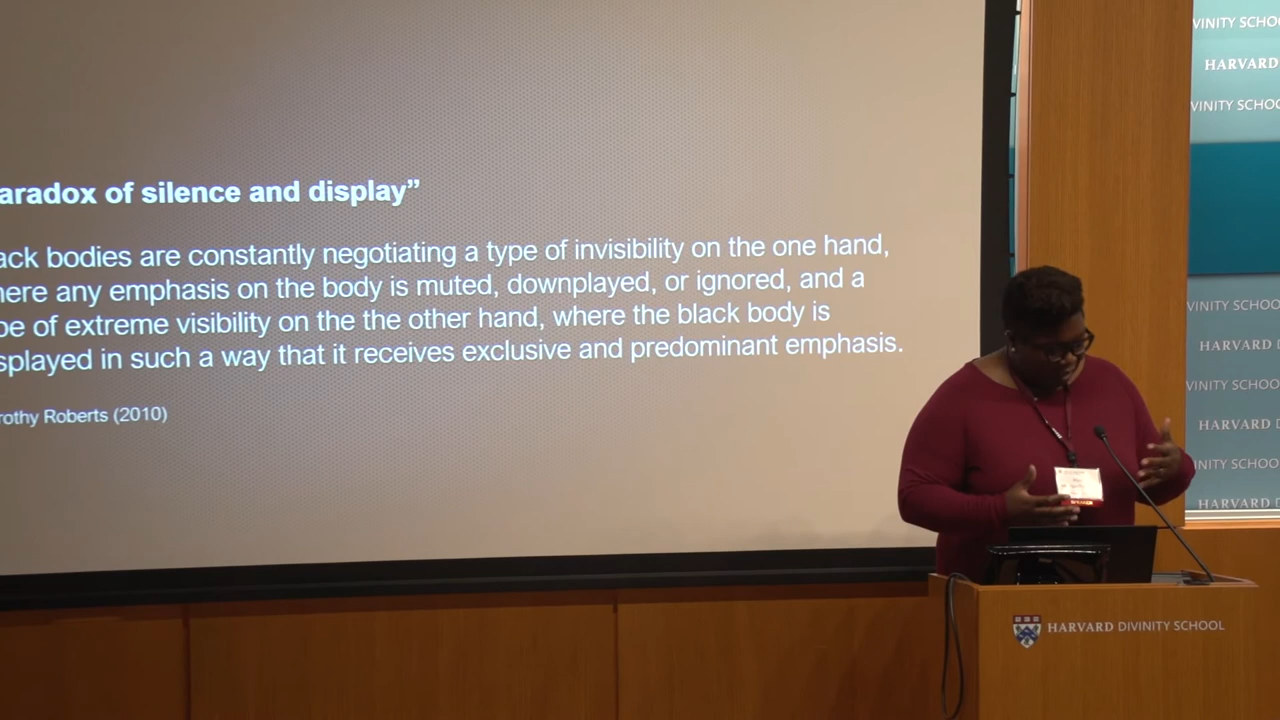 aradox of silence and display”
ack bodies are constantly negotiating a type of invisibility on the one hand,
here any emphasis on the body is muted, downplayed, or ignored, and a
pe of extreme visibility on the the other hand, where the black body is
splayed in such a way that it receives exclusive and predominant emphasis.
rothy Roberts (2010)
VINITY SCHO
HARVARD
VINITY SCHO
VINITY SCHOO
HARVARD D
VINITY SCHOO
HARVARD D
INITY SCHOO
HARVARD D
HARVARD DIVINITY SCHOOL